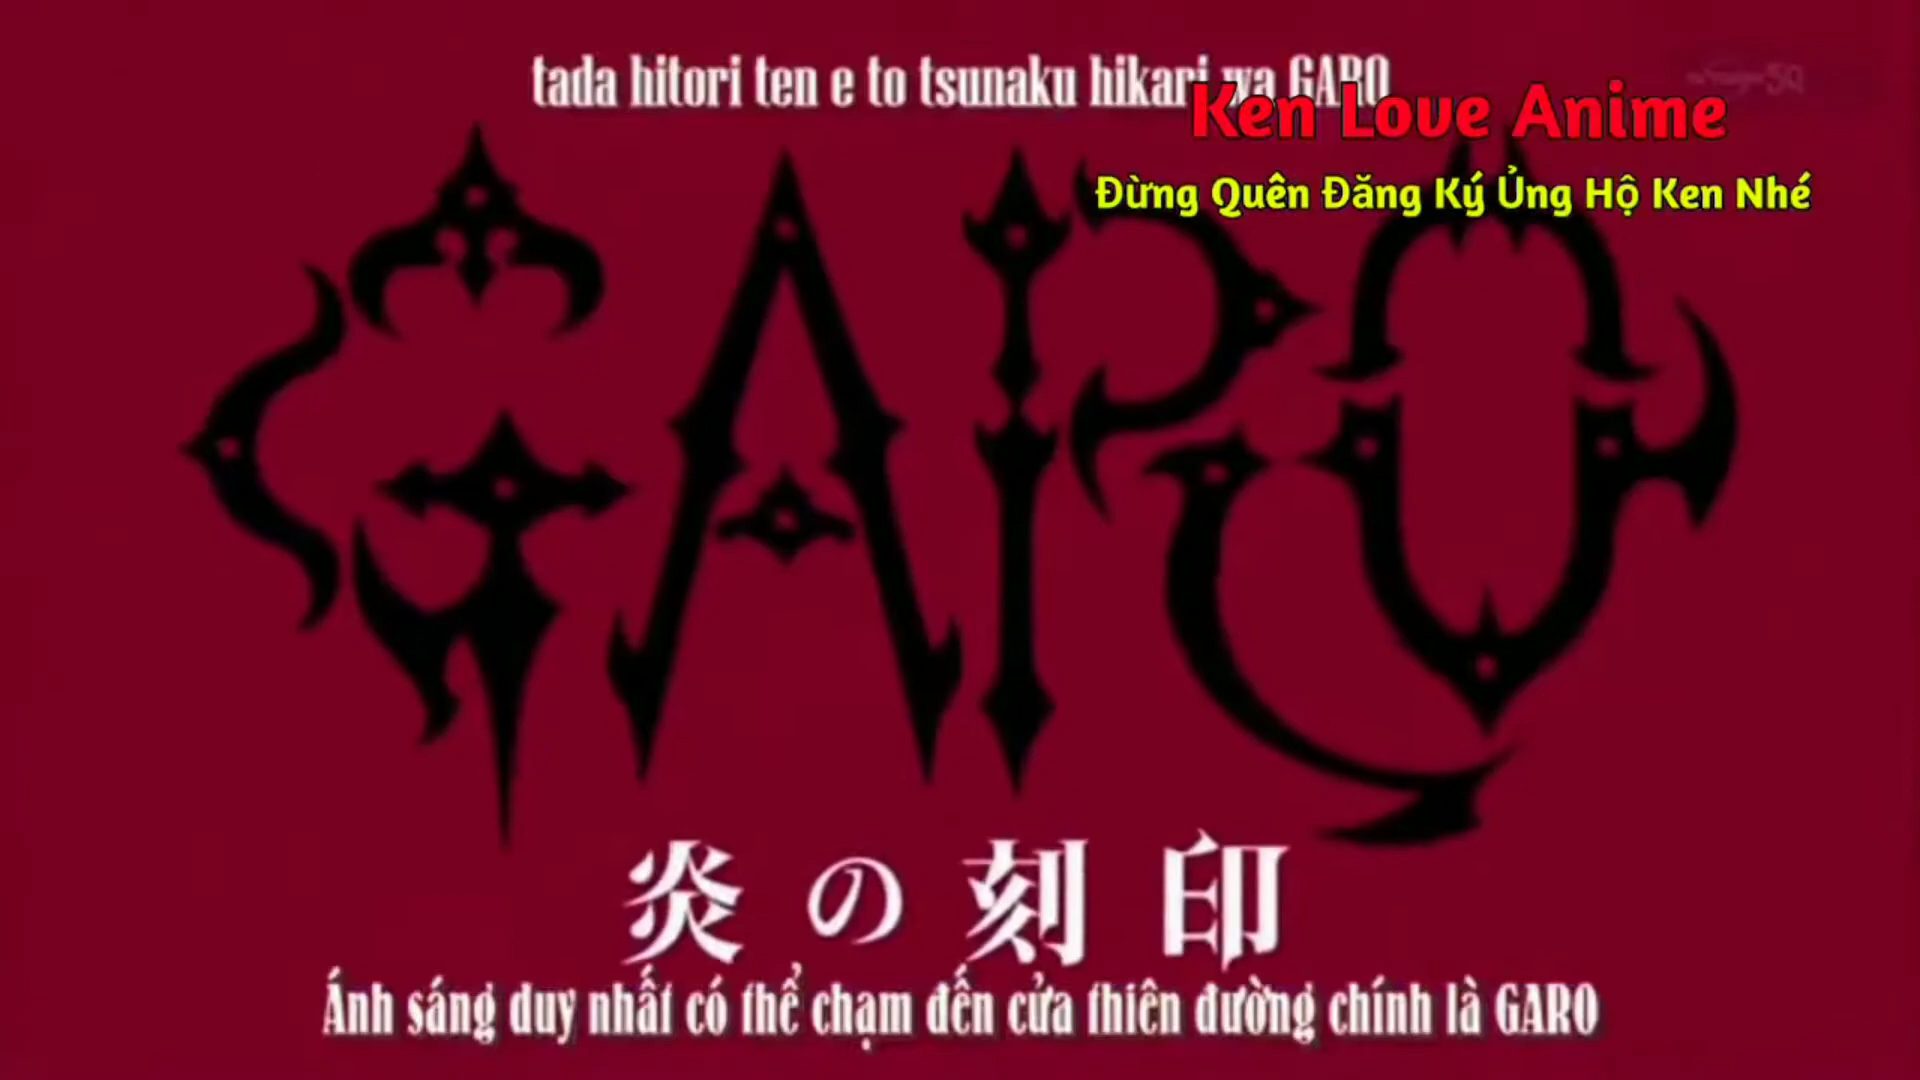 tada hitori ten e to tsunaku hikari wa GARO
Ken Love Anime
Đừng Quên Đăng Ký Ủng Hộ Ken Nhé
GARO
炎の刻印
Ánh sáng duy nhất có thể chạm đến cửa thiên đường chính là GARO